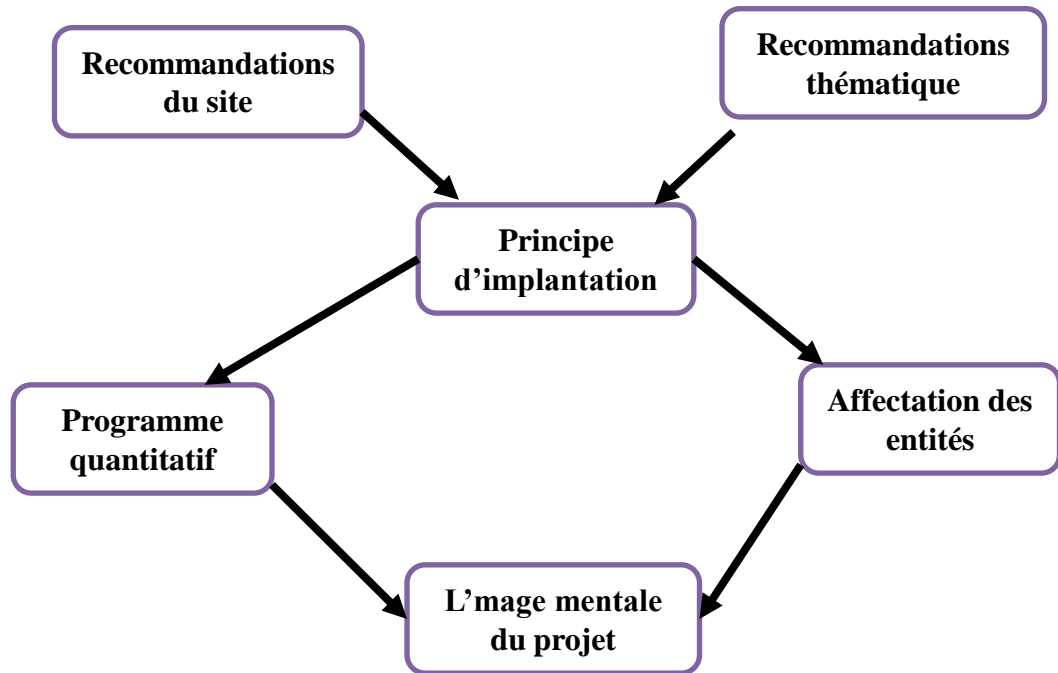 Recommandations
du site
Recommandations
thématique
Principe
d’implantation
Programme
quantitatif
Affectation des
entités
L’mage mentale
du projet